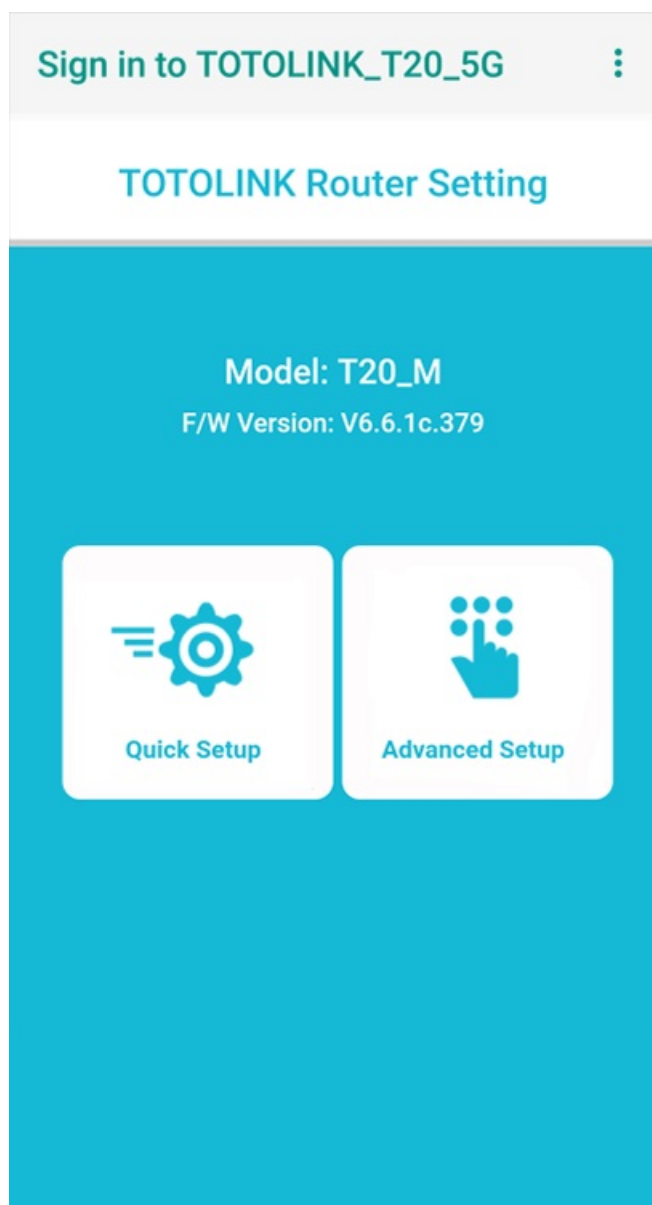 Sign in to TOTOLINK_T20_5G
TOTOLINK Router Setting
Model: T20_M
F/W Version: V6.6.1c.379
Quick Setup
Advanced Setup